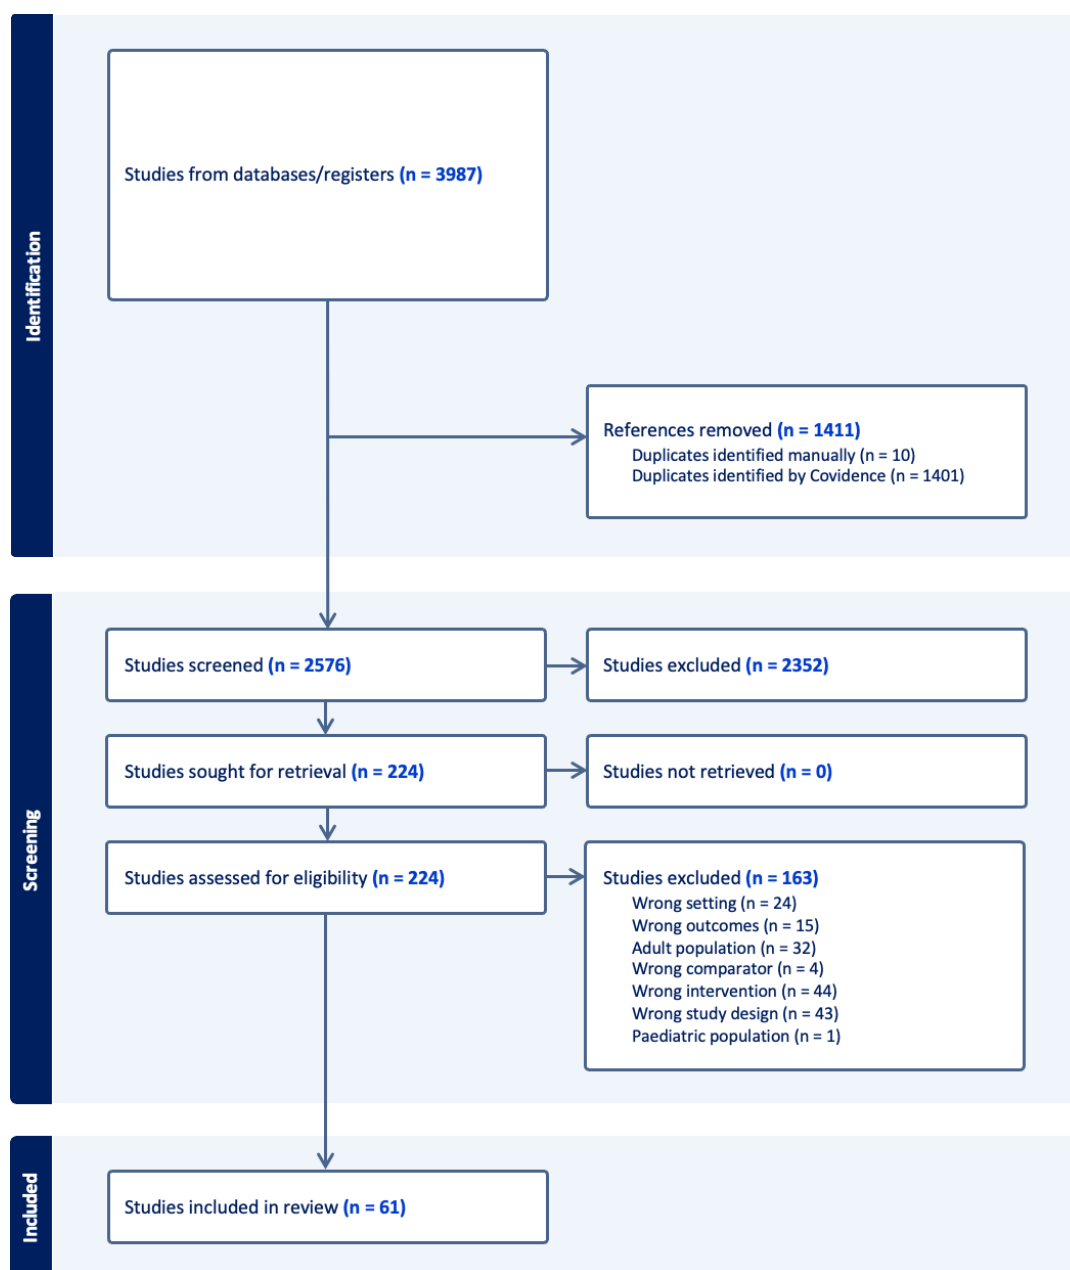 Identification
Studies from databases/registers (n = 3987)
References removed (n = 1411)
Duplicates identified manually (n = 10)
Duplicates identified by Covidence (n = 1401)
Screening
Studies screened (n = 2576)
Studies excluded (n = 2352)
Studies sought for retrieval (n = 224)
Studies not retrieved (n = 0)
Studies assessed for eligibility (n = 224)
Studies excluded (n = 163)
Wrong setting (n = 24)
Wrong outcomes (n = 15)
Adult population (n = 32)
Wrong comparator (n = 4)
Wrong intervention (n = 44)
Wrong study design (n = 43)
Paediatric population (n = 1)
Included
Studies included in review (n = 61)